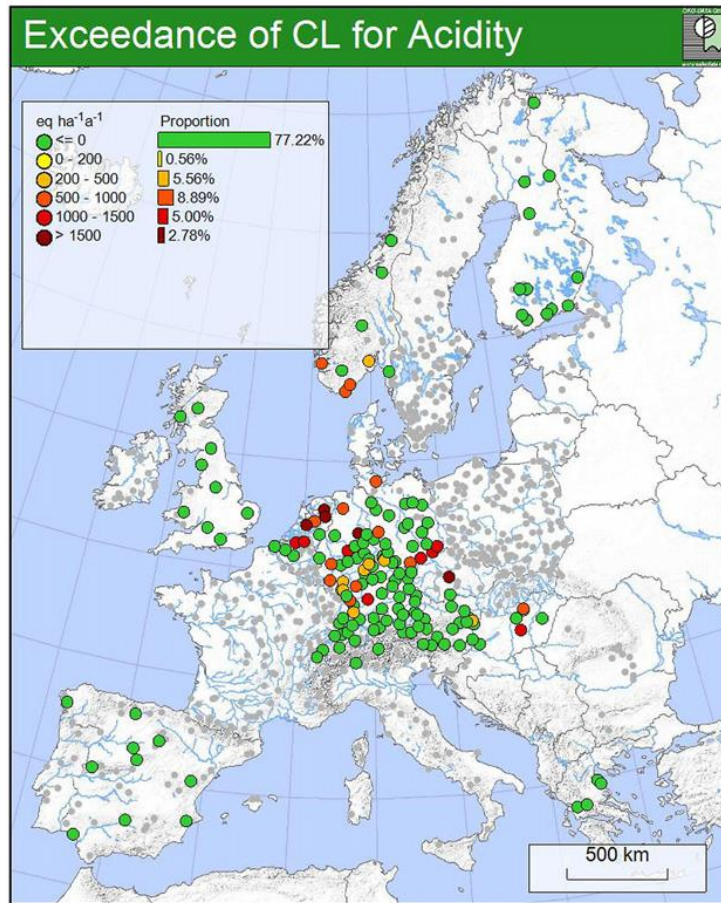 Exceedance of CL for Acidity
eq ha⁻¹a⁻¹ Proportion
<= 0 77.22%
0 - 200 0.56%
200 - 500 5.56%
500 - 1000 8.89%
1000 - 1500 5.00%
> 1500 2.78%
500 km